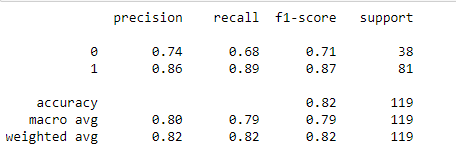 precision recall f1-score support
0 0.74 0.68 0.71 38
1 0.86 0.89 0.87 81
accuracy 0.82 119
macro avg 0.80 0.79 0.79 119
weighted avg 0.82 0.82 0.82 119